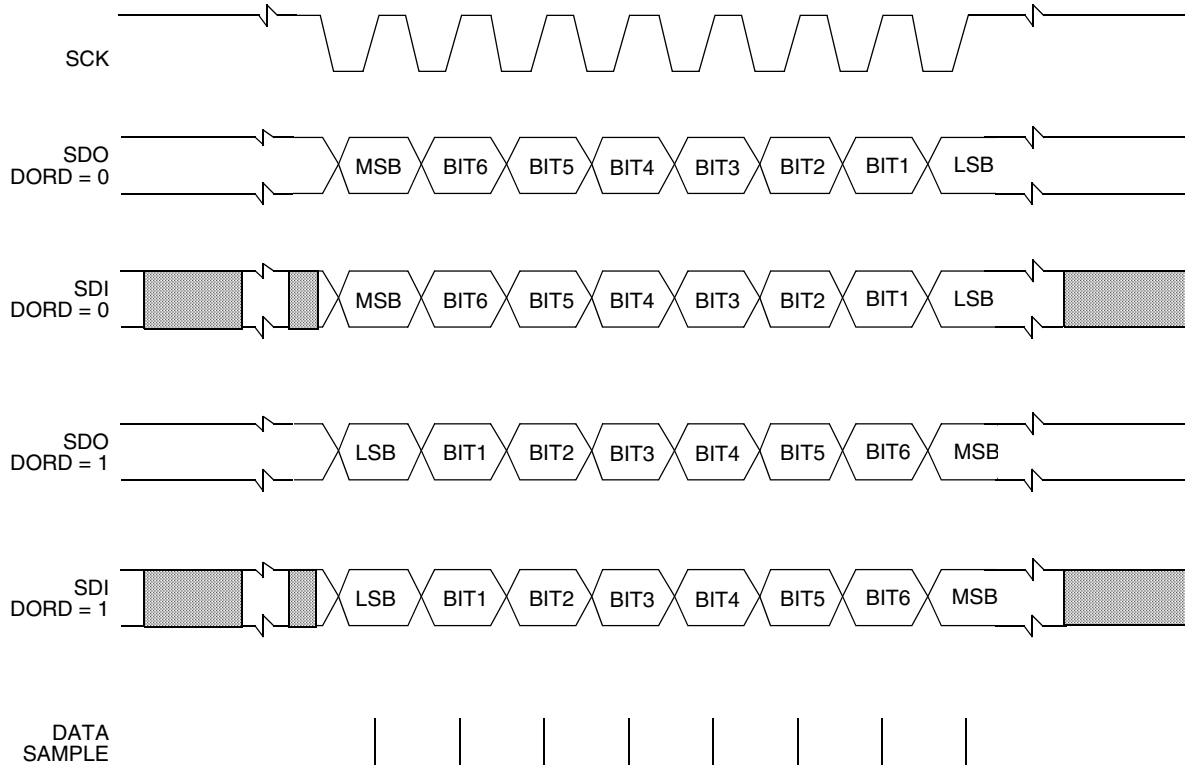 SCK
SDO
DORD = 0
MSB BIT6 BIT5 BIT4 BIT3 BIT2 BIT1 LSB
SDI
DORD = 0
MSB BIT6 BIT5 BIT4 BIT3 BIT2 BIT1 LSB
SDO
DORD = 1
LSB BIT1 BIT2 BIT3 BIT4 BIT5 BIT6 MSB
SDI
DORD = 1
LSB BIT1 BIT2 BIT3 BIT4 BIT5 BIT6 MSB
DATA
SAMPLE